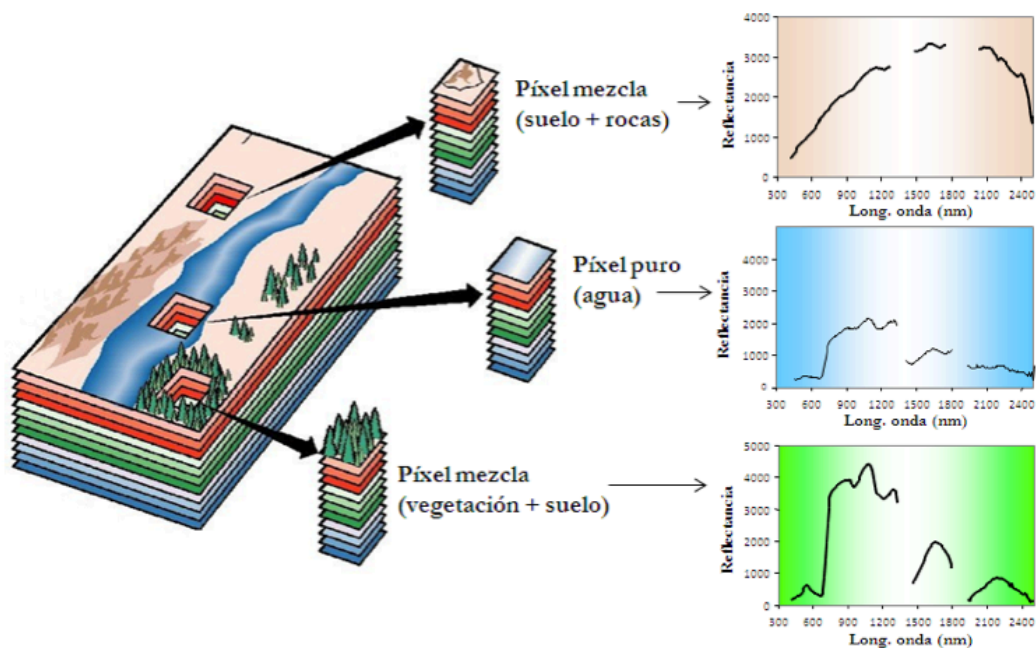 Píxel mezcla
(suelo + rocas)
Reflectancia
4000
3000
2000
1000
0
300 600 900 1200 1500 1800 2100 2400
Long. onda (nm)
Píxel puro
(agua)
Reflectancia
5000
4000
3000
2000
1000
0
300 600 900 1200 1500 1800 2100 2400
Píxel mezcla
(vegetación + suelo)
Reflectancia
5000
4000
3000
2000
1000
0
300 600 900 1200 1500 1800 2100 2400
Long. onda (nm)